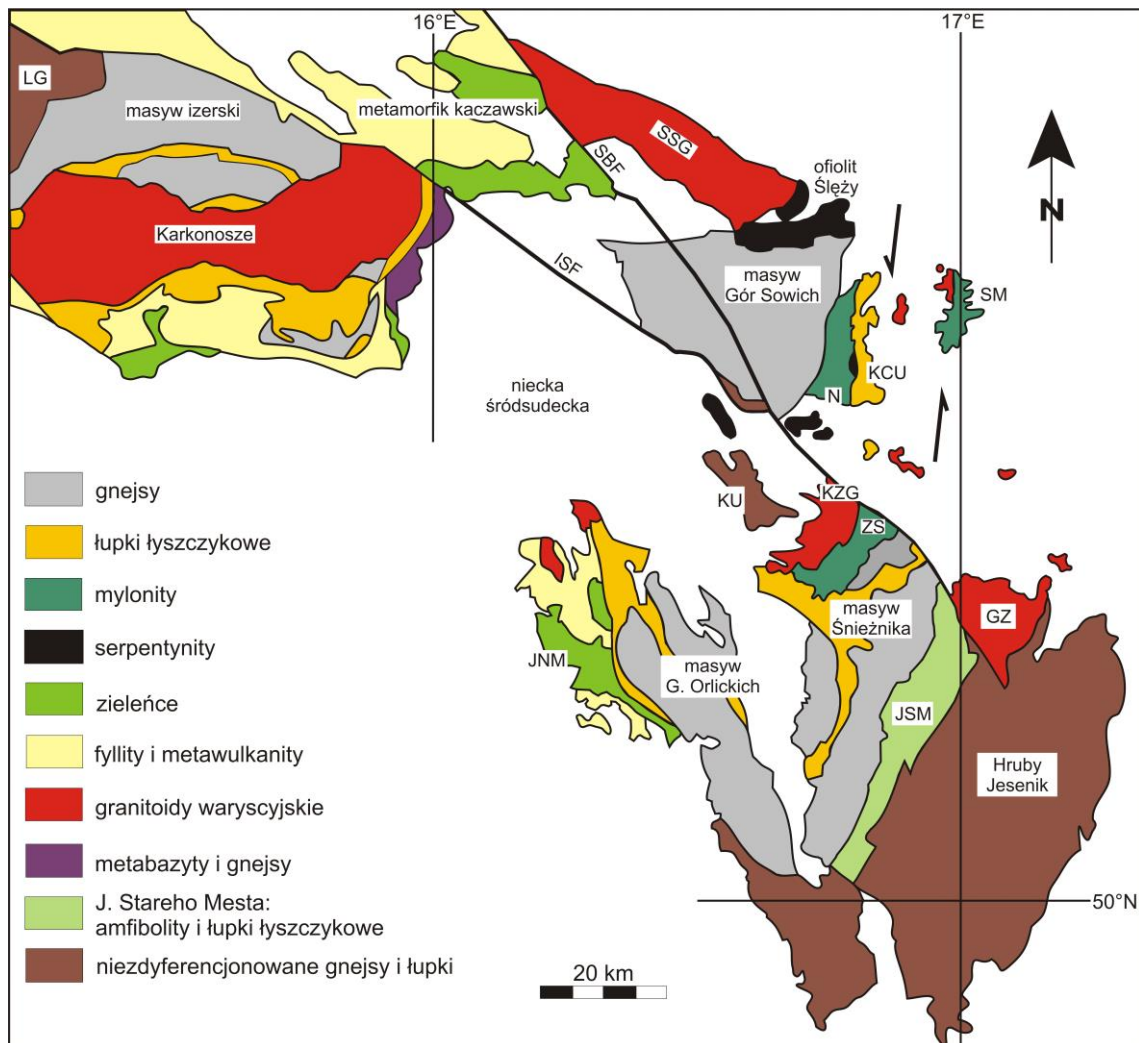 16°E
17°E
LG
masyw izerski
metamorfik kaczawski
SSG
SBF
ofiolit
Ślęży
N
Karkonosze
ISF
masyw
Gór Sowich
SM
KCU
N
niecka
śródsudecka
KU
KZG
ZS
masyw
Śnieżnika
GZ
JNM
masyw
G. Orlickich
JSM
Hruby
Jesenik
50°N
gnejsy
łupki łyszczykowe
mylonity
serpentynity
zieleńce
fyllity i metawulkanity
granitoidy waryscyjskie
metabazyty i gnejsy
J. Stareho Mesta:
amfibolity i łupki łyszczykowe
niezdyferencjonowane gnejsy i łupki
20 km